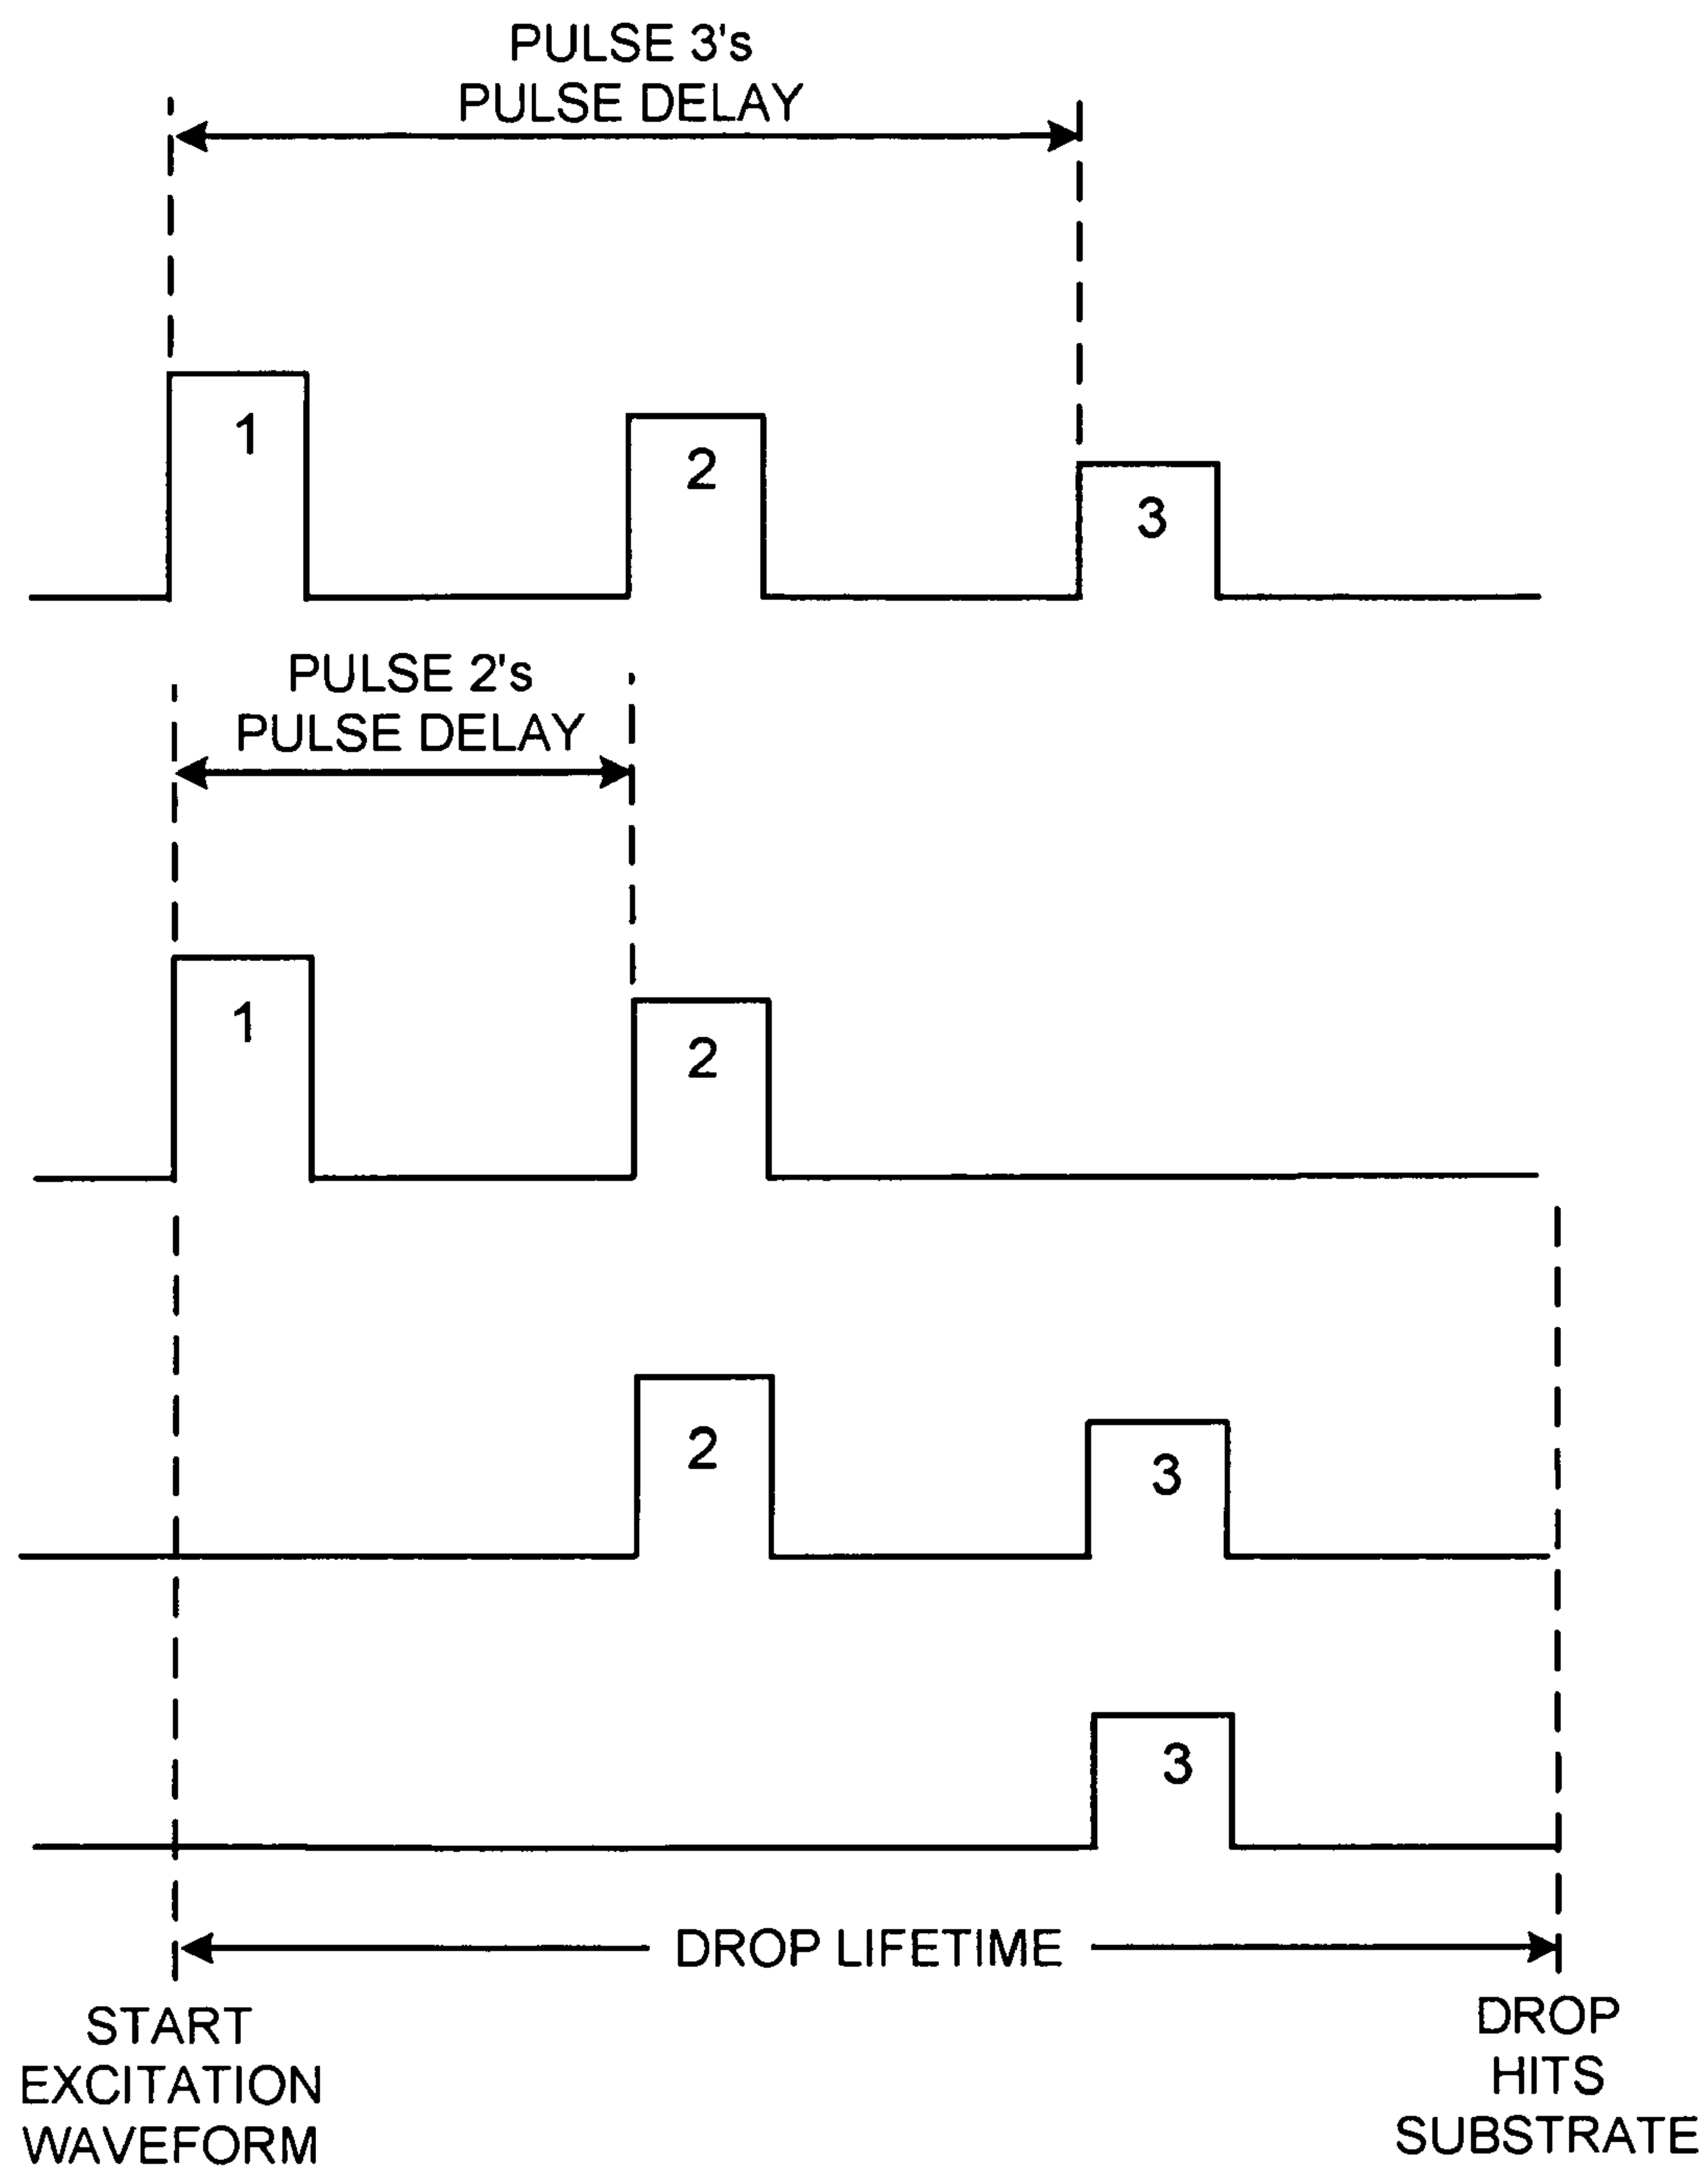 PULSE 3's
PULSE DELAY
1
2
3
PULSE 2's
PULSE DELAY
1
2
2
3
3
DROP LIFETIME
START
EXCITATION
WAVEFORM
DROP
HITS
SUBSTRATE